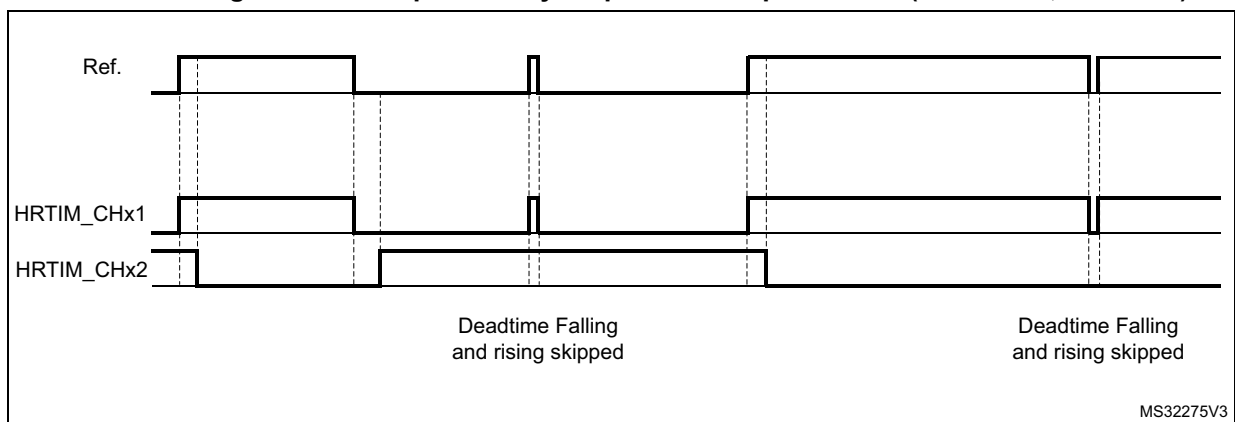 Ref.
HRTIM_CHx1
HRTIM_CHx2
Deadtime Falling
and rising skipped
Deadtime Falling
and rising skipped
MS32275V3